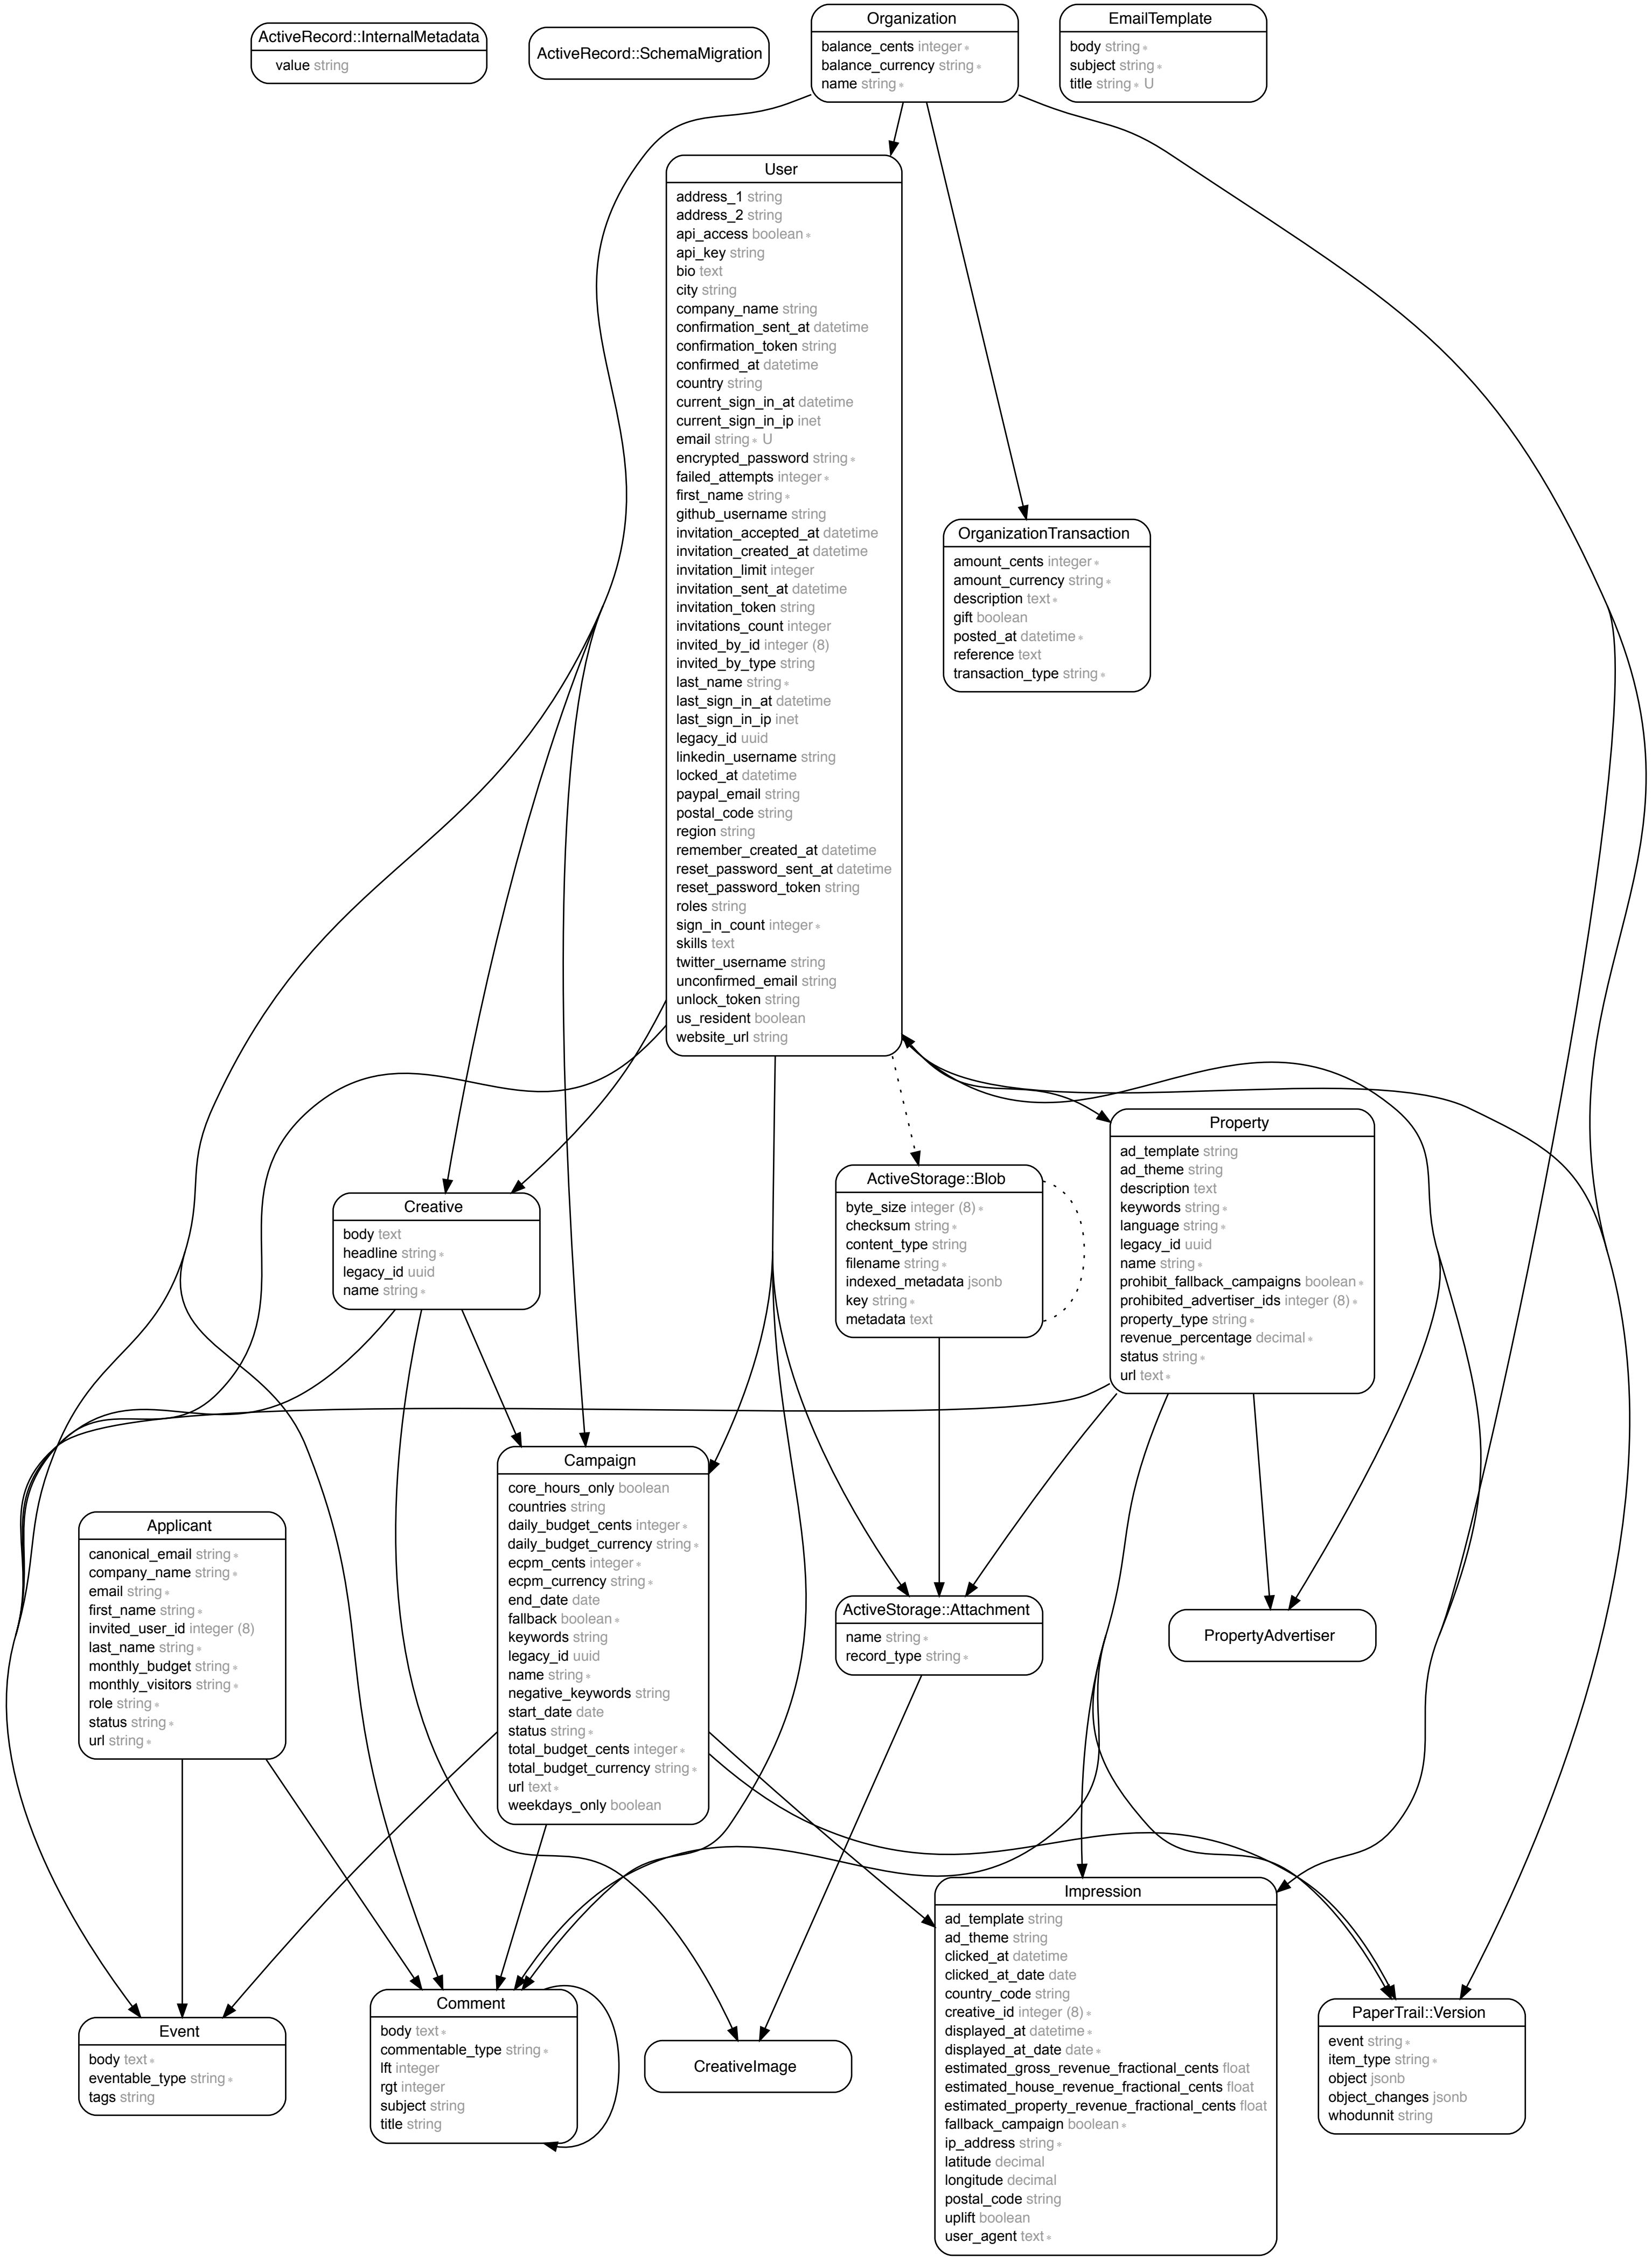 ActiveRecord::InternalMetadata
value string
ActiveRecord::SchemaMigration
Organization
balance_cents integer ∗
balance_currency string ∗
name string ∗
EmailTemplate
body string ∗
subject string ∗
title string ∗ U
User
address_1 string
address_2 string
api_access boolean ∗
api_key string
bio text
city string
company_name string
confirmation_sent_at datetime
confirmation_token string
confirmed_at datetime
country string
current_sign_in_at datetime
current_sign_in_ip inet
email string ∗ U
encrypted_password string ∗
failed_attempts integer ∗
first_name string ∗
github_username string
invitation_accepted_at datetime
invitation_created_at datetime
invitation_limit integer
invitation_sent_at datetime
invitation_token string
invitations_count integer
invited_by_id integer (8)
invited_by_type string
last_name string ∗
last_sign_in_at datetime
last_sign_in_ip inet
legacy_id uuid
linkedin_username string
locked_at datetime
paypal_email string
postal_code string
region string
remember_created_at datetime
reset_password_sent_at datetime
reset_password_token string
roles string
sign_in_count integer ∗
skills text
twitter_username string
unconfirmed_email string
unlock_token string
us_resident boolean
website_url string
OrganizationTransaction
amount_cents integer ∗
amount_currency string ∗
description text ∗
gift boolean
posted_at datetime ∗
reference text
transaction_type string ∗
Property
ad_template string
ad_theme string
description text
keywords string ∗
language string ∗
legacy_id uuid
name string ∗
prohibit_fallback_campaigns boolean ∗
prohibited_advertiser_ids integer (8) ∗
property_type string ∗
revenue_percentage decimal ∗
status string ∗
url text ∗
ActiveStorage::Blob
byte_size integer (8) ∗
checksum string ∗
content_type string
filename string ∗
indexed_metadata jsonb
key string ∗
metadata text
Creative
body text
headline string ∗
legacy_id uuid
name string ∗
Campaign
core_hours_only boolean
countries string
daily_budget_cents integer ∗
daily_budget_currency string ∗
ecpm_cents integer ∗
ecpm_currency string ∗
end_date date
fallback boolean ∗
keywords string
legacy_id uuid
name string ∗
negative_keywords string
start_date date
status string ∗
total_budget_cents integer ∗
total_budget_currency string ∗
url text ∗
weekdays_only boolean
Applicant
canonical_email string ∗
company_name string ∗
email string ∗
first_name string ∗
invited_user_id integer (8)
last_name string ∗
monthly_budget string ∗
monthly_visitors string ∗
role string ∗
status string ∗
url string ∗
ActiveStorage::Attachment
name string ∗
record_type string ∗
PropertyAdvertiser
Impression
ad_template string
ad_theme string
clicked_at datetime
clicked_at_date date
country_code string
creative_id integer (8) ∗
displayed_at datetime ∗
displayed_at_date date ∗
estimated_gross_revenue_fractional_cents float
estimated_house_revenue_fractional_cents float
estimated_property_revenue_fractional_cents float
fallback_campaign boolean ∗
ip_address string ∗
latitude decimal
longitude decimal
postal_code string
uplift boolean
user_agent text ∗
Comment
body text ∗
commentable_type string ∗
lft integer
rgt integer
subject string
title string
PaperTrail::Version
event string ∗
item_type string ∗
object jsonb
object_changes jsonb
whodunnit string
Event
body text ∗
eventable_type string ∗
tags string
CreativeImage